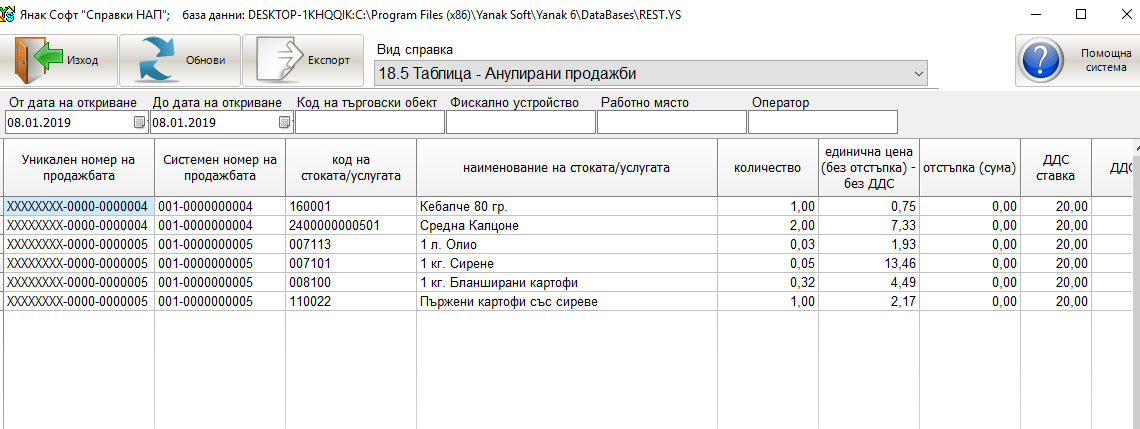 Янак Софт "Справки НАП"; база данни: DESKTOP-1KHQQIK:C:\Program Files (x86)\Yanak Soft\Yanak 6\DataBases\REST.YS
Изход Обнови Експорт Вид справка Помощна система
18.5 Таблица - Анулирани продажби
От дата на откриване До дата на откриване Код на търговски обект Фискално устройство Работно място Оператор
08.01.2019 08.01.2019
Уникален номер на продажбата Системен номер на продажбата код на стоката/услугата наименование на стоката/услугата количество единична цена (без отстъпка) - без ДДС отстъпка (сума) ДДС ставка ДДС
XXXXXXXX-0000-0000004 001-0000000004 160001 Кебапче 80 гр. 1,00 0,75 0,00 20,00
XXXXXXXX-0000-0000004 001-0000000004 2400000000501 Средна Калцоне 2,00 7,33 0,00 20,00
XXXXXXXX-0000-0000005 001-0000000005 007113 1 л. Олио 0,03 1,93 0,00 20,00
XXXXXXXX-0000-0000005 001-0000000005 007101 1 кг. Сирене 0,05 13,46 0,00 20,00
XXXXXXXX-0000-0000005 001-0000000005 008100 1 кг. Бланширани картофи 0,32 4,49 0,00 20,00
XXXXXXXX-0000-0000005 001-0000000005 110022 Пържени картофи със сиреве 1,00 2,17 0,00 20,00